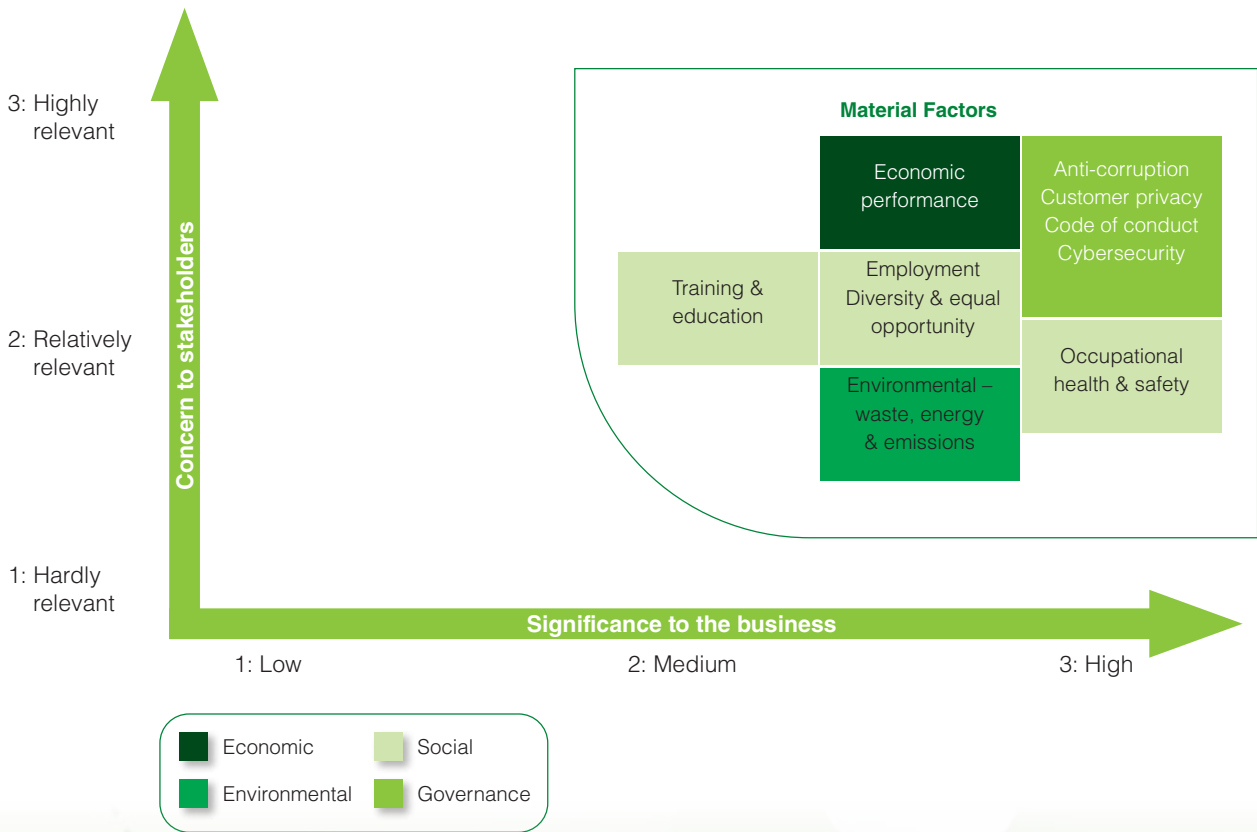 3: Highly
relevant
2: Relatively
relevant
1: Hardly
relevant
Concern to stakeholders
Material Factors
Economic
performance
Anti-corruption
Customer privacy
Code of conduct
Cybersecurity
Training &
education
Employment
Diversity & equal
opportunity
Occupational
health & safety
Environmental –
waste, energy
& emissions
Significance to the business
1: Low
2: Medium
3: High
Economic
Social
Environmental
Governance